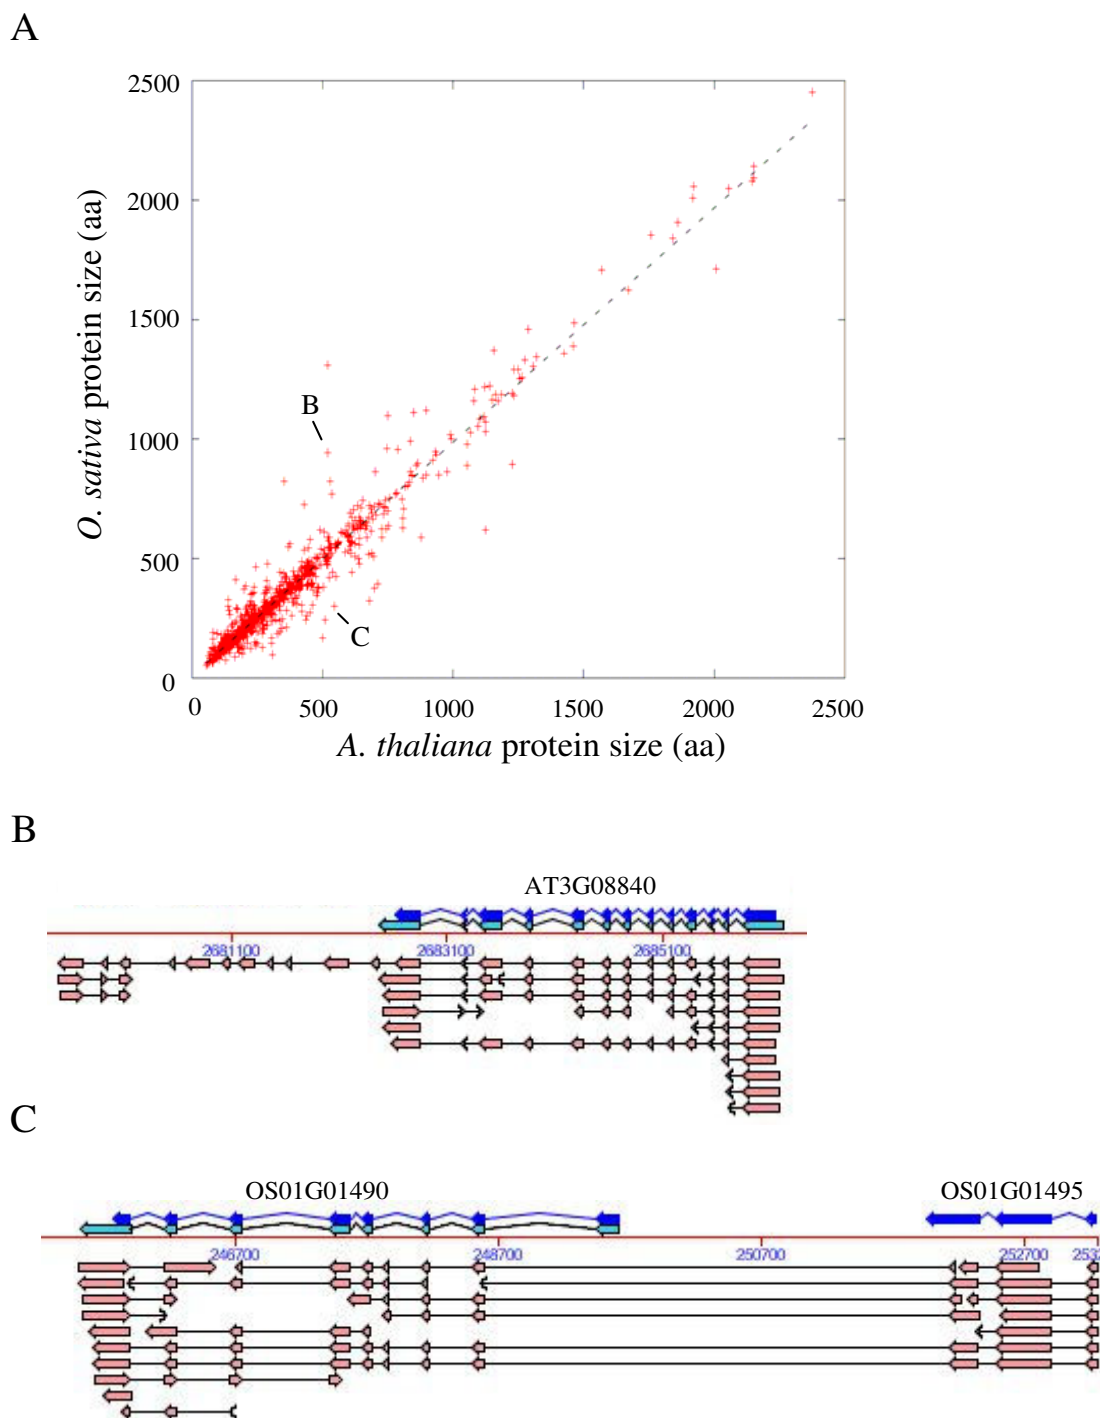 A
2500
2000
1500
1000
500
0
O. sativa protein size (aa)
B
C
0 500 1000 1500 2000 2500
A. thaliana protein size (aa)
B
AT3G08840
2681100 2683100 2685100
C
OS01G01490 OS01G01495
246700 248700 250700 252700 2532